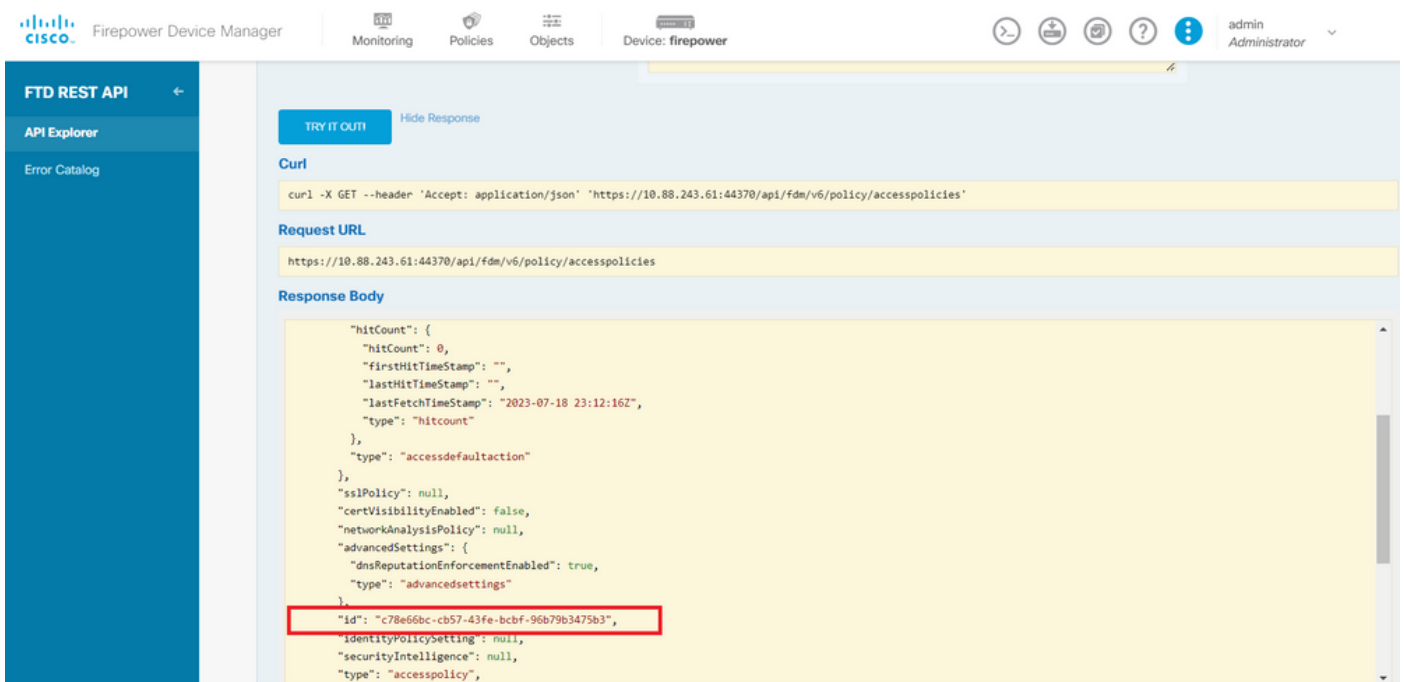 CISCO
Firepower Device Manager
Monitoring
Policies
Objects
Device: firepower
admin
Administrator
FTD REST API
API Explorer
Error Catalog
TRY IT OUT!
Hide Response
Curl
curl -X GET --header 'Accept: application/json' 'https://10.88.243.61:44370/api/fdm/v6/policy/accesspolicies'
Request URL
https://10.88.243.61:44370/api/fdm/v6/policy/accesspolicies
Response Body
"hitCount": {
"hitCount": 0,
"firstHitTimeStamp": "",
"lastHitTimeStamp": "",
"lastFetchTimeStamp": "2023-07-18 23:12:16Z",
"type": "hitcount"
},
"type": "accessdefaultaction"
},
"sslPolicy": null,
"certVisibilityEnabled": false,
"networkAnalysisPolicy": null,
"advancedSettings": {
"dnsReputationEnforcementEnabled": true,
"type": "advancedsettings"
},
"id": "c78e66bc-cb57-43fe-bcbf-96b79b3475b3",
"identityPolicySetting": null,
"securityIntelligence": null,
"type": "accesspolicy",